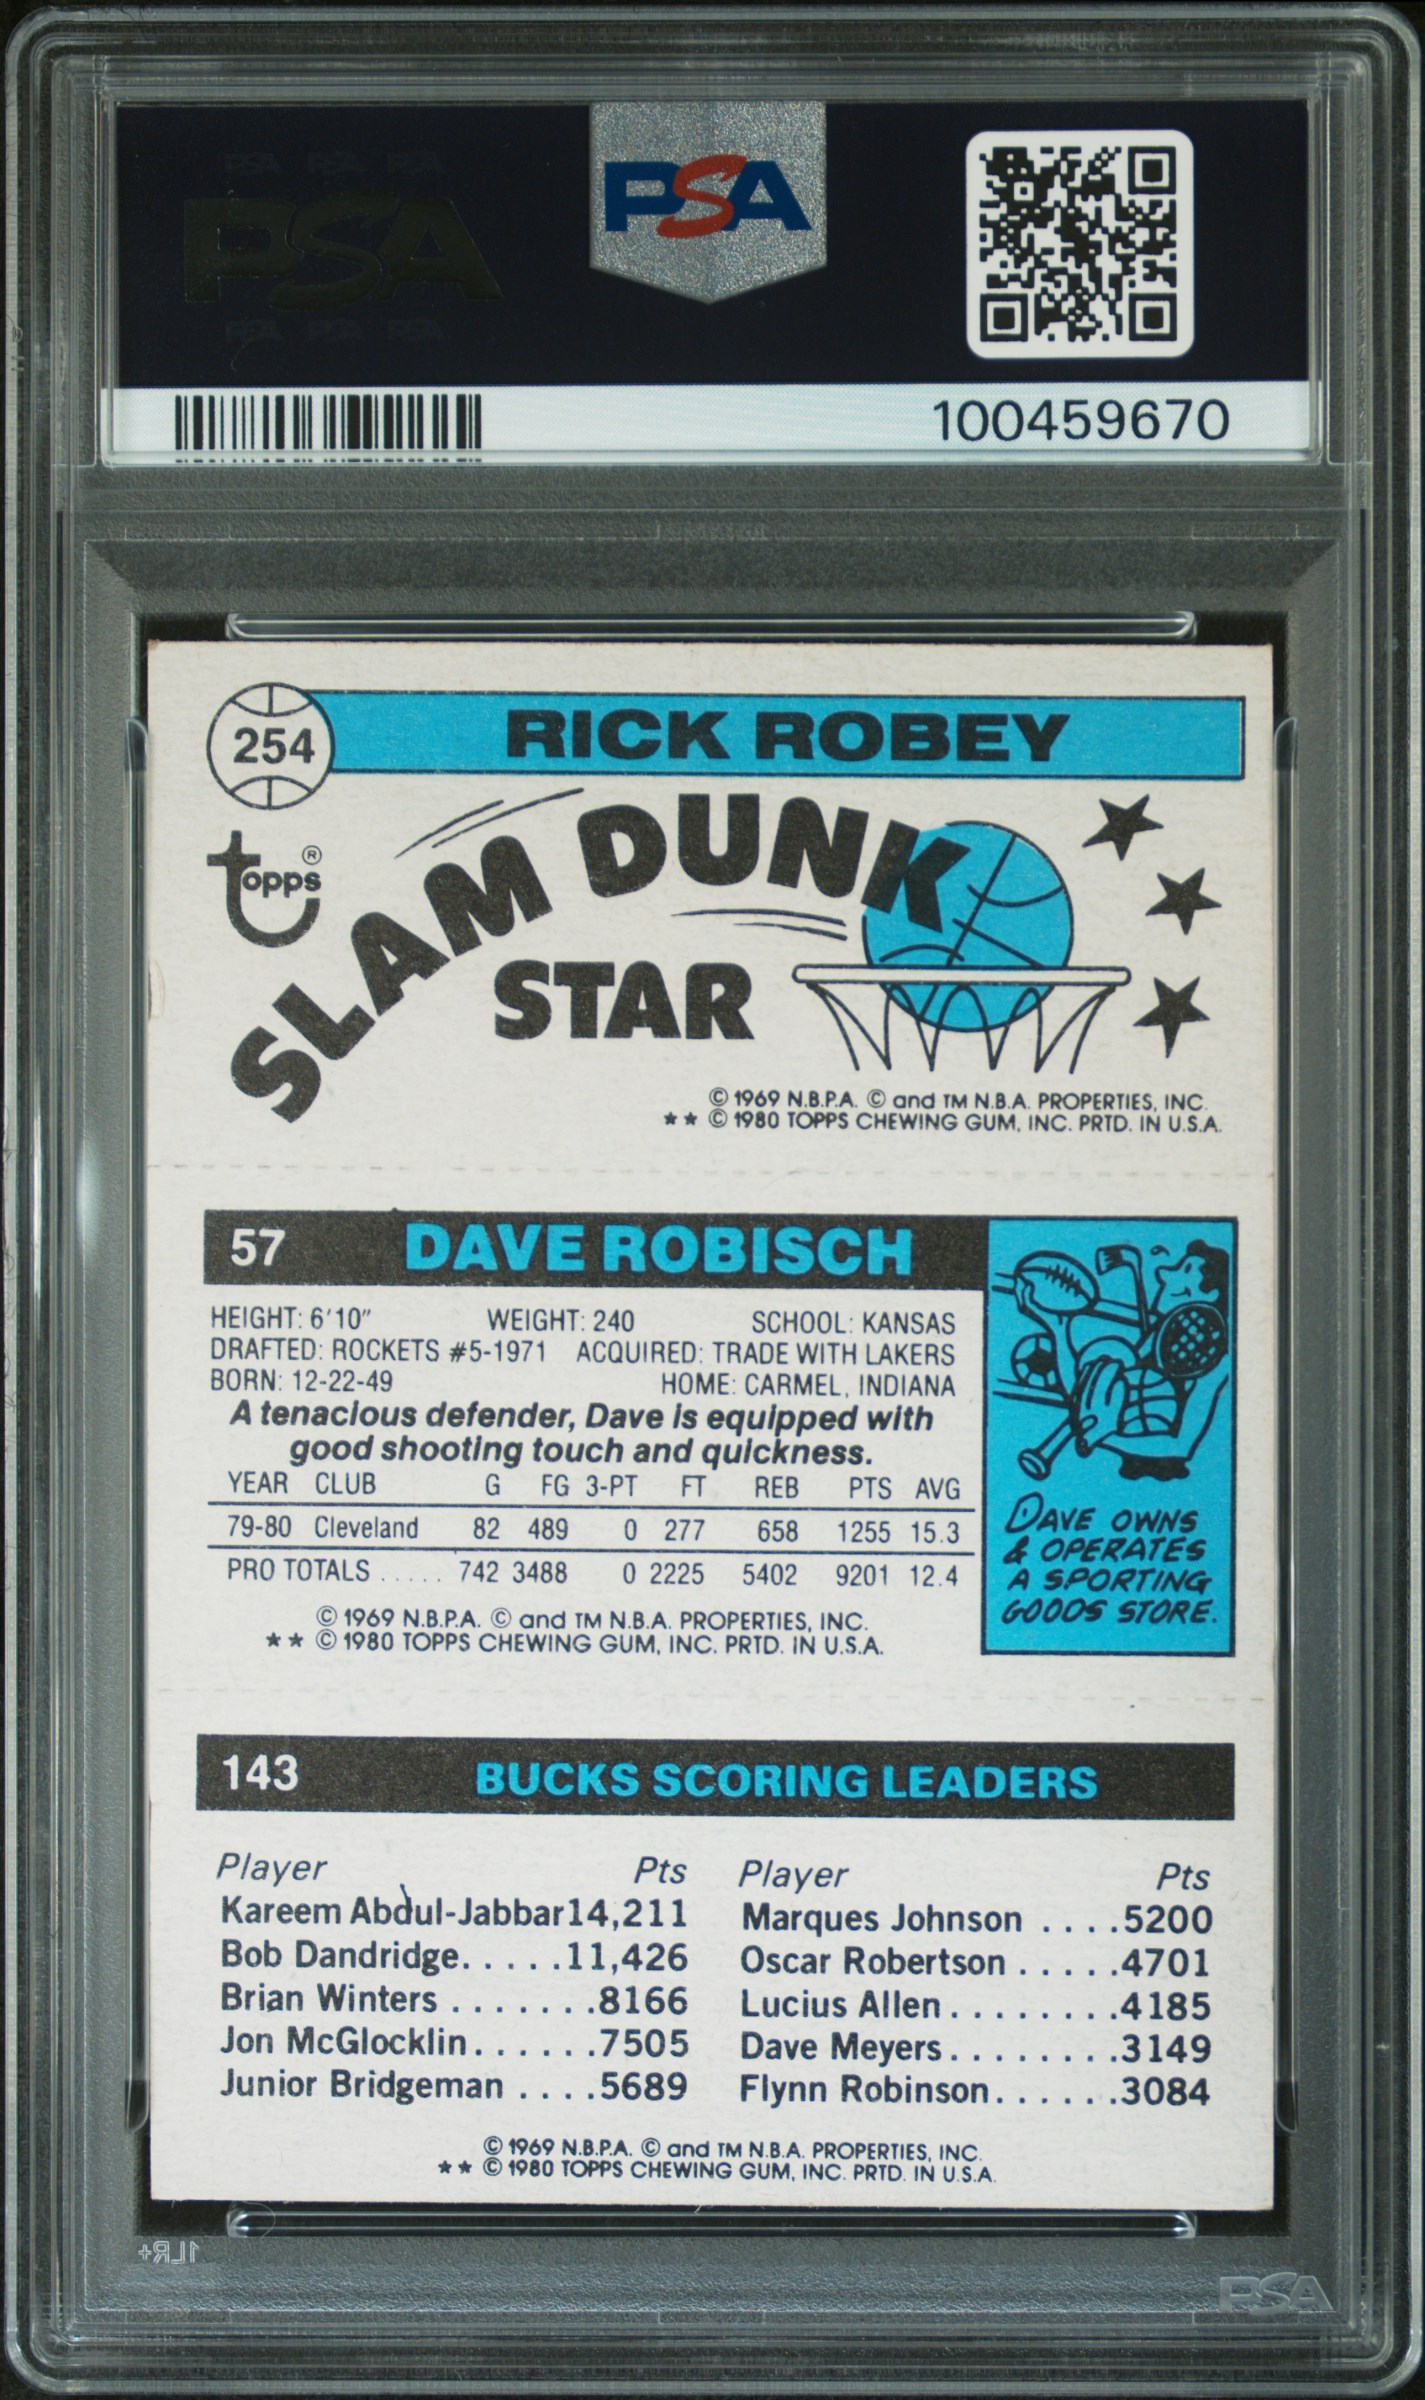 PSA PSA PSA
PSA
PSA PSA PSA
PSA
100459670
254 RICK ROBEY
topps ®
SLAM DUNK
STAR
© 1969 N.B.P.A. © and TM N.B.A. PROPERTIES, INC.
★ ★ © 1980 TOPPS CHEWING GUM, INC. PRTD. IN U.S.A.
57 DAVE ROBISCH
HEIGHT: 6'10" WEIGHT: 240 SCHOOL: KANSAS
DRAFTED: ROCKETS #5-1971 ACQUIRED: TRADE WITH LAKERS
BORN: 12-22-49 HOME: CARMEL, INDIANA
A tenacious defender, Dave is equipped with
good shooting touch and quickness.
YEAR CLUB G FG 3-PT FT REB PTS AVG
79-80 Cleveland 82 489 0 277 658 1255 15.3
PRO TOTALS ..... 742 3488 0 2225 5402 9201 12.4
© 1969 N.B.P.A. © and TM N.B.A. PROPERTIES, INC.
★ ★ © 1980 TOPPS CHEWING GUM, INC. PRTD. IN U.S.A.
DAVE OWNS
& OPERATES
A SPORTING
GOODS STORE.
143 BUCKS SCORING LEADERS
Player Pts Player Pts
Kareem Abdul-Jabbar14,211 Marques Johnson ....5200
Bob Dandridge.....11,426 Oscar Robertson .....4701
Brian Winters .......8166 Lucius Allen........4185
Jon McGlocklin......7505 Dave Meyers........3149
Junior Bridgeman ....5689 Flynn Robinson......3084
© 1969 N.B.P.A. © and TM N.B.A. PROPERTIES, INC.
★ ★ © 1980 TOPPS CHEWING GUM, INC. PRTD. IN U.S.A.
1LR+
PSA